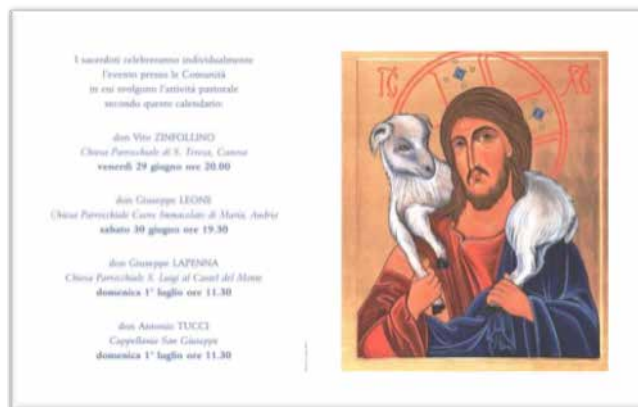 I sacerdoti celebreranno individualmente
l'evento presso le Comunità
in cui svolgono l'attività pastorale
secondo questo calendario:
don Vito ZINFOLLINO
Chiesa Parrocchiale di S. Teresa, Canosa
venerdì 29 giugno ore 20.00
don Giuseppe LEONE
Chiesa Parrocchiale Cuore Immacolato di Maria, Andria
sabato 30 giugno ore 19.30
don Giuseppe LAPENNA
Chiesa Parrocchiale S. Luigi al Castel del Monte
domenica 1° luglio ore 11.30
don Antonio TUCCI
Cappellania San Giuseppe
domenica 1° luglio ore 11.30
IC XC